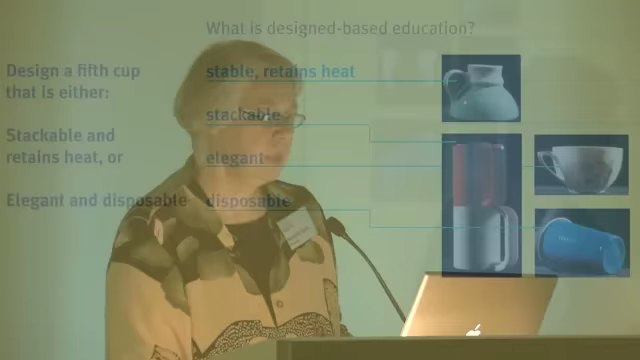 What is designed-based education?
Design a fifth cup
that is either:
Stackable and
retains heat, or
Elegant and disposable
stable, retains heat
stackable
elegant
disposable